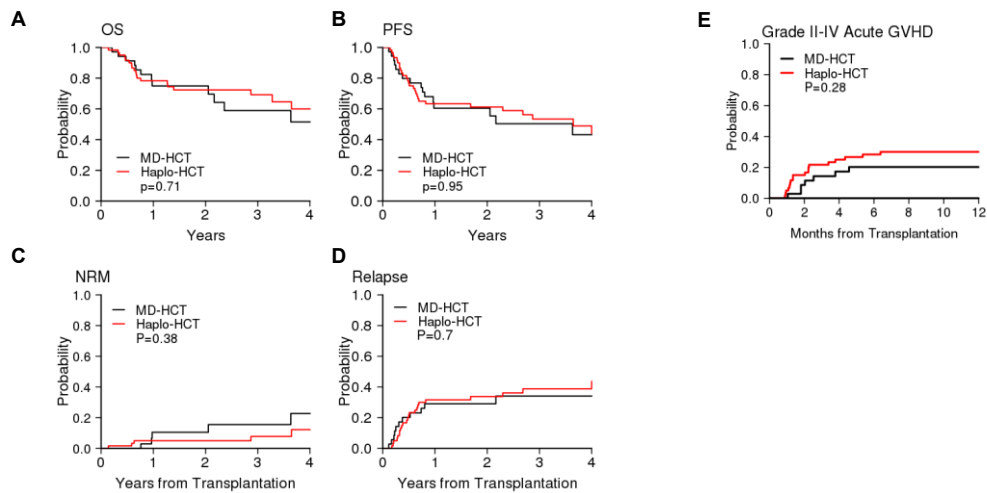 A
OS
1.0
0.8
0.6
0.4
0.2
0.0
Probability
MD-HCT
Haplo-HCT
p=0.71
0 1 2 3 4
Years
B
PFS
1.0
0.8
0.6
0.4
0.2
0.0
Probability
MD-HCT
Haplo-HCT
p=0.95
0 1 2 3 4
Years
E
Grade II-IV Acute GVHD
1.0
0.8
0.6
0.4
0.2
0.0
Probability
MD-HCT
Haplo-HCT
P=0.28
0 2 4 6 8 10 12
Months from Transplantation
C
NRM
1.0
0.8
0.6
0.4
0.2
0.0
Probability
MD-HCT
Haplo-HCT
P=0.38
0 1 2 3 4
Years from Transplantation
D
Relapse
1.0
0.8
0.6
0.4
0.2
0.0
Probability
MD-HCT
Haplo-HCT
P=0.7
0 1 2 3 4
Years from Transplantation